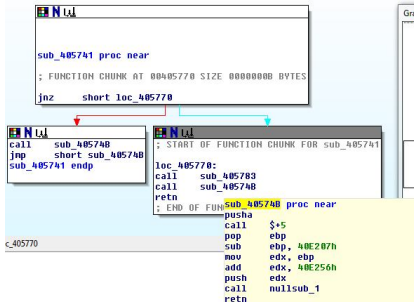 Gra
sub_405741 proc near
; FUNCTION CHUNK AT 00405770 SIZE 0000000B BYTES
jnz short loc_405770
call sub_40574B
jmp short sub_40574B
sub_405741 endp
; START OF FUNCTION CHUNK FOR sub_405741
loc_405770:
call sub_405783
call sub_40574B
retn
; END OF FUN
sub_40574B proc near
pusha
call $+5
pop ebp
sub ebp, 40E207h
mov edx, ebp
add edx, 40E256h
push edx
call nullsub_1
retn
c_405770